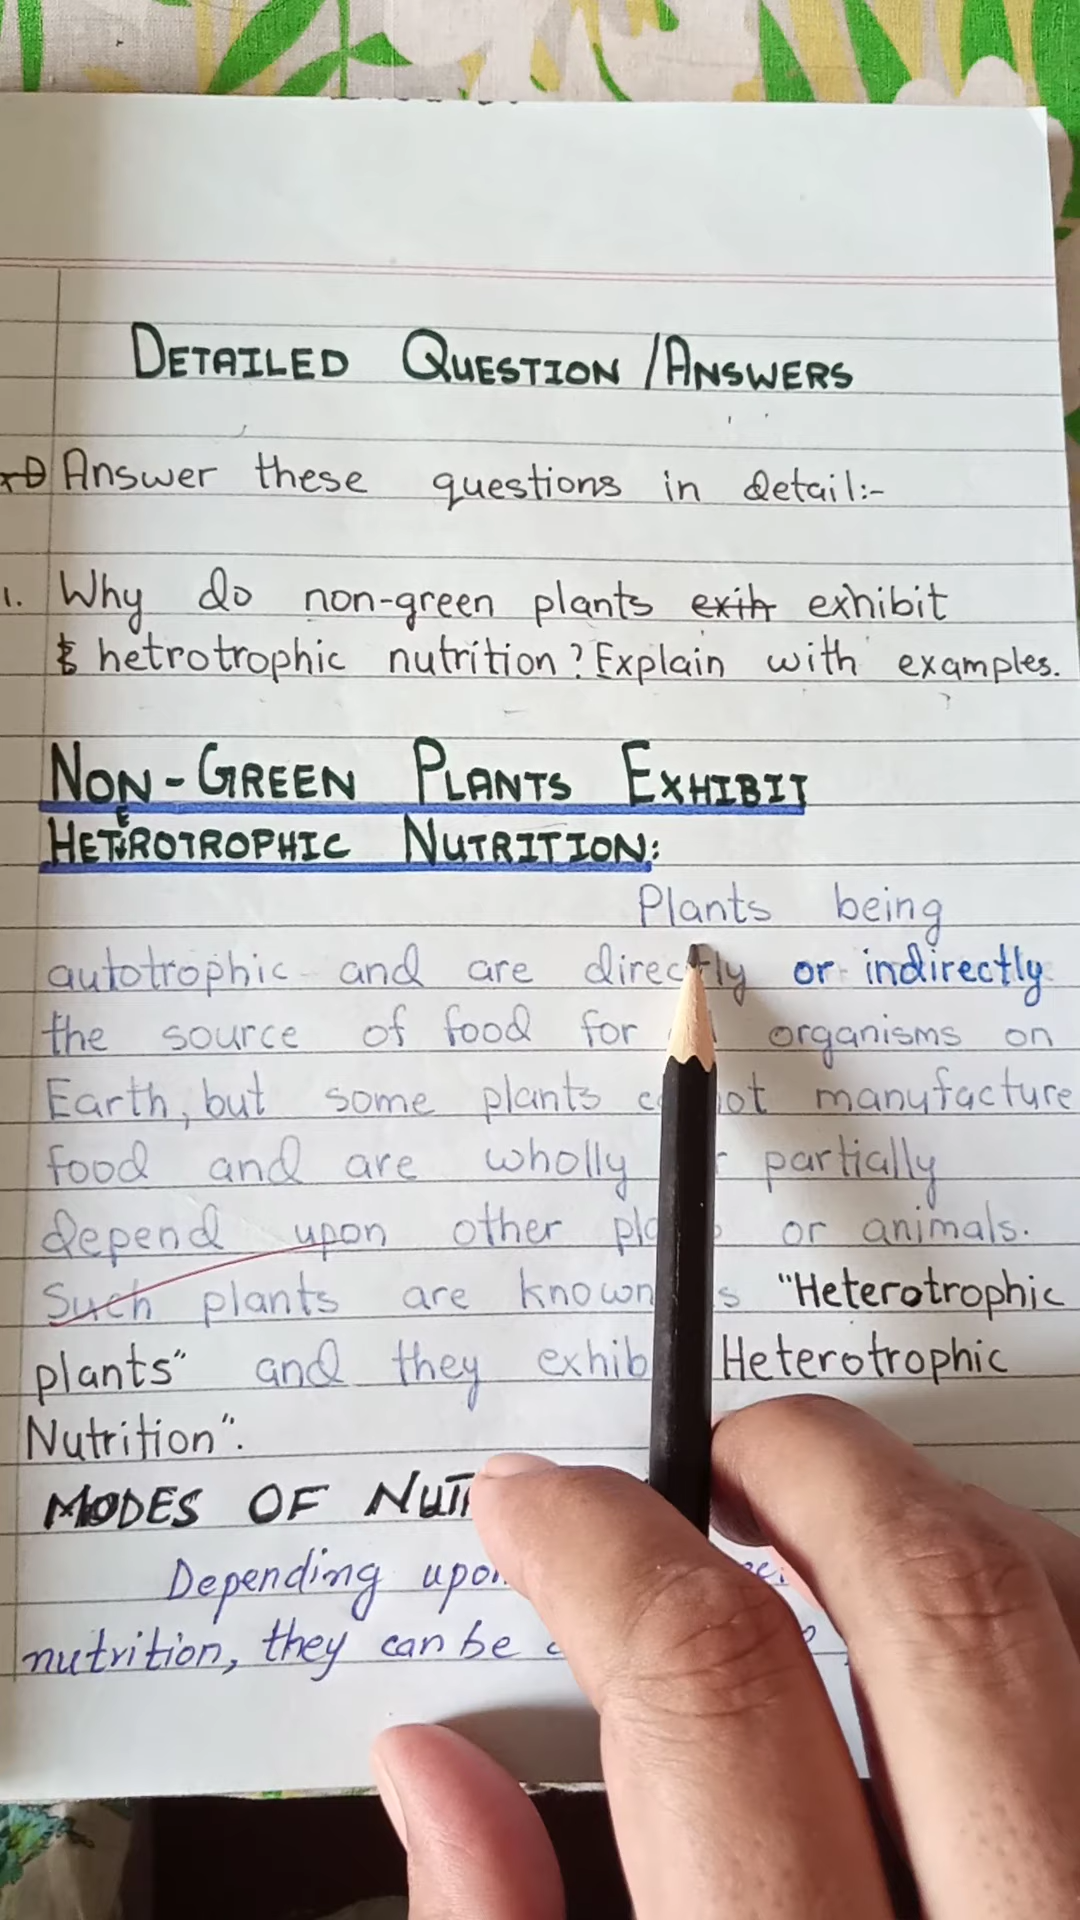 DETAILED QUESTION /ANSWERS
Answer these questions in detail:-
1. Why do non-green plants exih exhibit
hetrotrophic nutrition? Explain with examples.
NON-GREEN PLANTS EXHIBIT
HETEROTROPHIC NUTRITION:
Plants being
autotrophic and are directly or indirectly
the source of food for organisms on
Earth, but some plants manufacture
food and are wholly partially
depend upon other or animals.
Such plants are known "Heterotrophic
plants" and they Heterotrophic
Nutrition".
MODES OF
Depending
nutrition, they can be